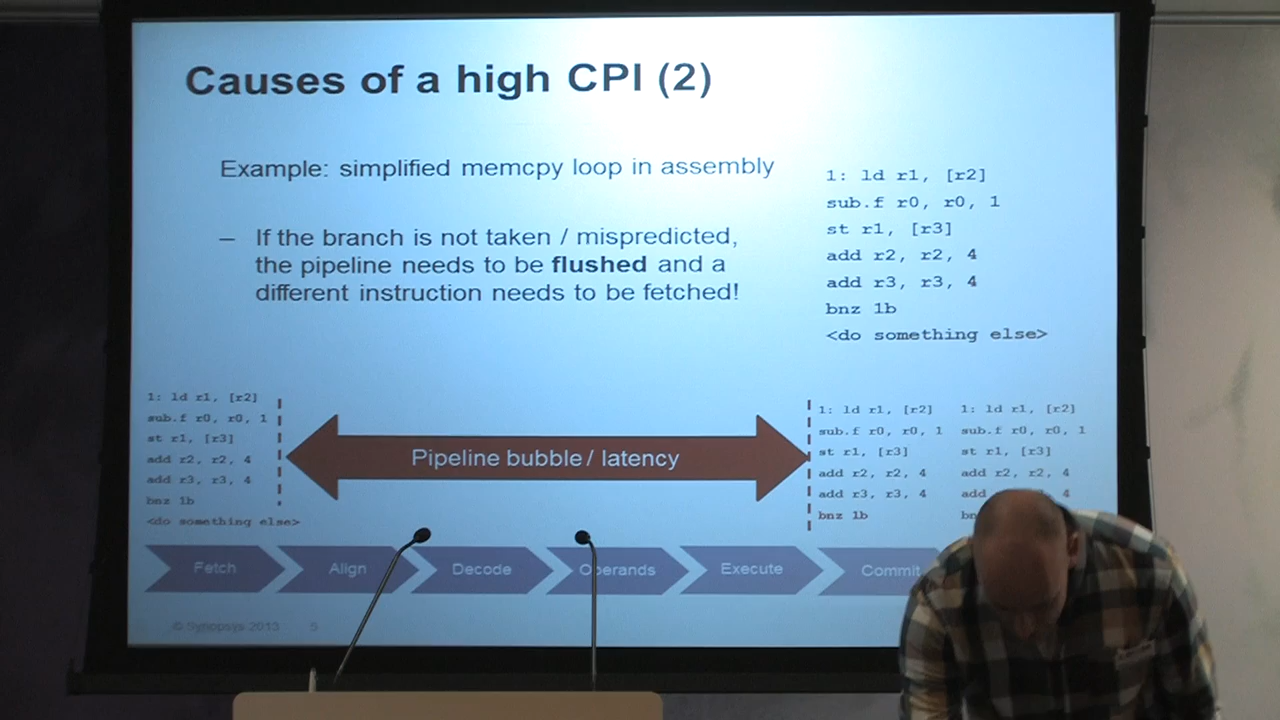 Causes of a high CPI (2)
Example: simplified memcpy loop in assembly
– If the branch is not taken / mispredicted,
the pipeline needs to be flushed and a
different instruction needs to be fetched!
1: ld r1, [r2]
sub.f r0, r0, 1
st r1, [r3]
add r2, r2, 4
add r3, r3, 4
bnz 1b
<do something else>
1: ld r1, [r2]
sub.f r0, r0, 1
st r1, [r3]
add r2, r2, 4
add r3, r3, 4
bnz 1b
<do something else>
Pipeline bubble / latency
1: ld r1, [r2]
sub.f r0, r0, 1
st r1, [r3]
add r2, r2, 4
add r3, r3, 4
bnz 1b
1: ld r1, [r2]
sub.f r0, r0, 1
st r1, [r3]
add r2, r2, 4
add 4
Fetch
Align
Decode
Operands
Execute
Commit
© Synopsys 2013 5